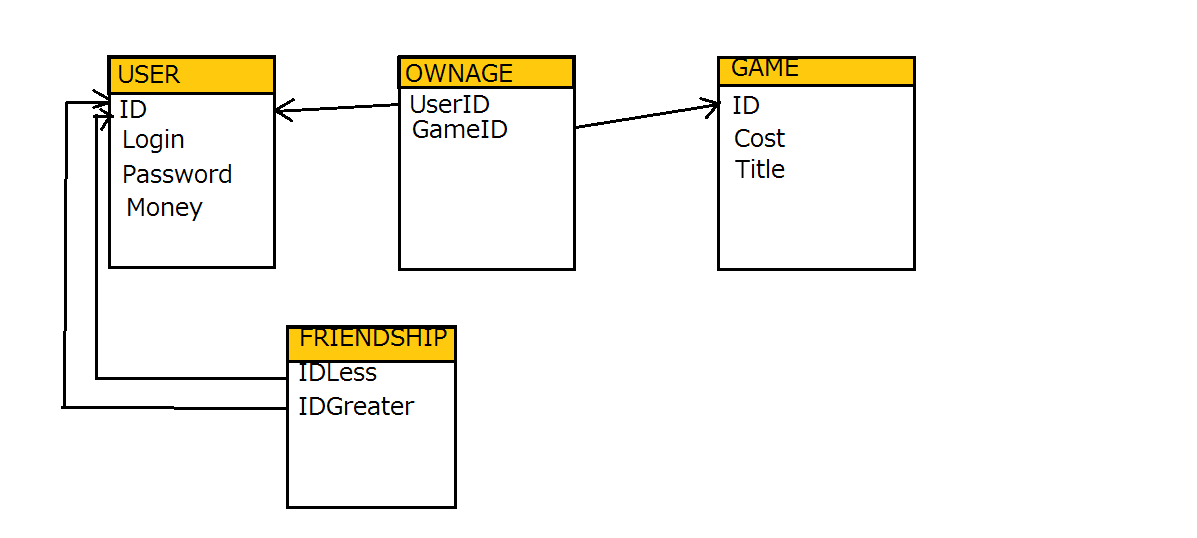 USER
ID
Login
Password
Money
OWNAGE
UserID
GameID
GAME
ID
Cost
Title
FRIENDSHIP
IDLess
IDGreater